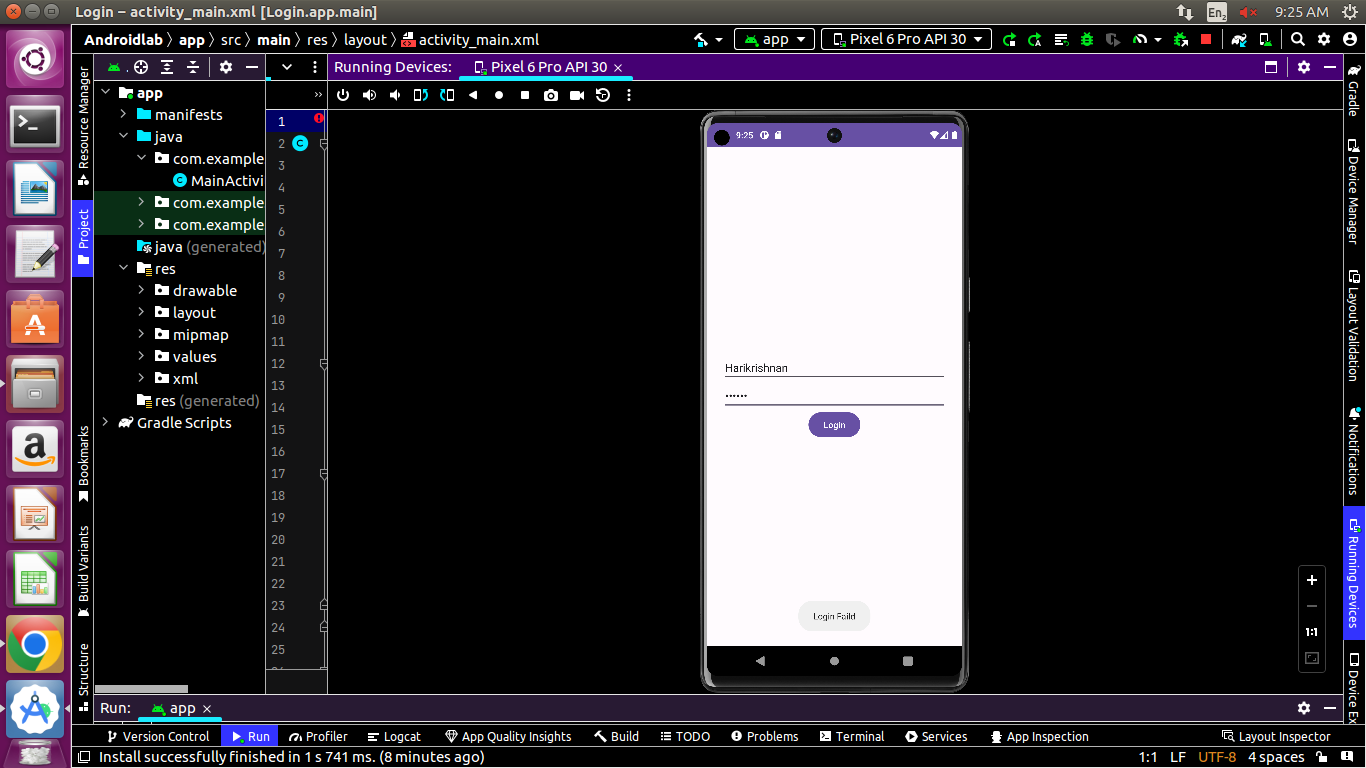 Login – activity_main.xml [Login.app.main]
En2
9:25 AM
Androidlab
app
src
main
res
layout
activity_main.xml
app
Pixel 6 Pro API 30
Running Devices:
Pixel 6 Pro API 30
Resource Manager
Project
Bookmarks
Build Variants
Structure
app
manifests
java
com.example
MainActivi
com.example
com.example
java (generated)
res
drawable
layout
mipmap
values
xml
res (generated)
Gradle Scripts
1
2
3
4
5
6
7
8
9
10
11
12
13
14
15
16
17
18
19
20
21
22
23
24
25
9:25
Harikrishnan
Login
Login Faild
1:1
Gradle
Device Manager
Layout Validation
Notifications
Running Devices
Device Ex
Run:
app
Version Control
Run
Profiler
Logcat
App Quality Insights
Build
TODO
Problems
Terminal
Services
App Inspection
Layout Inspector
Install successfully finished in 1 s 741 ms. (8 minutes ago)
1:1
LF
UTF-8
4 spaces